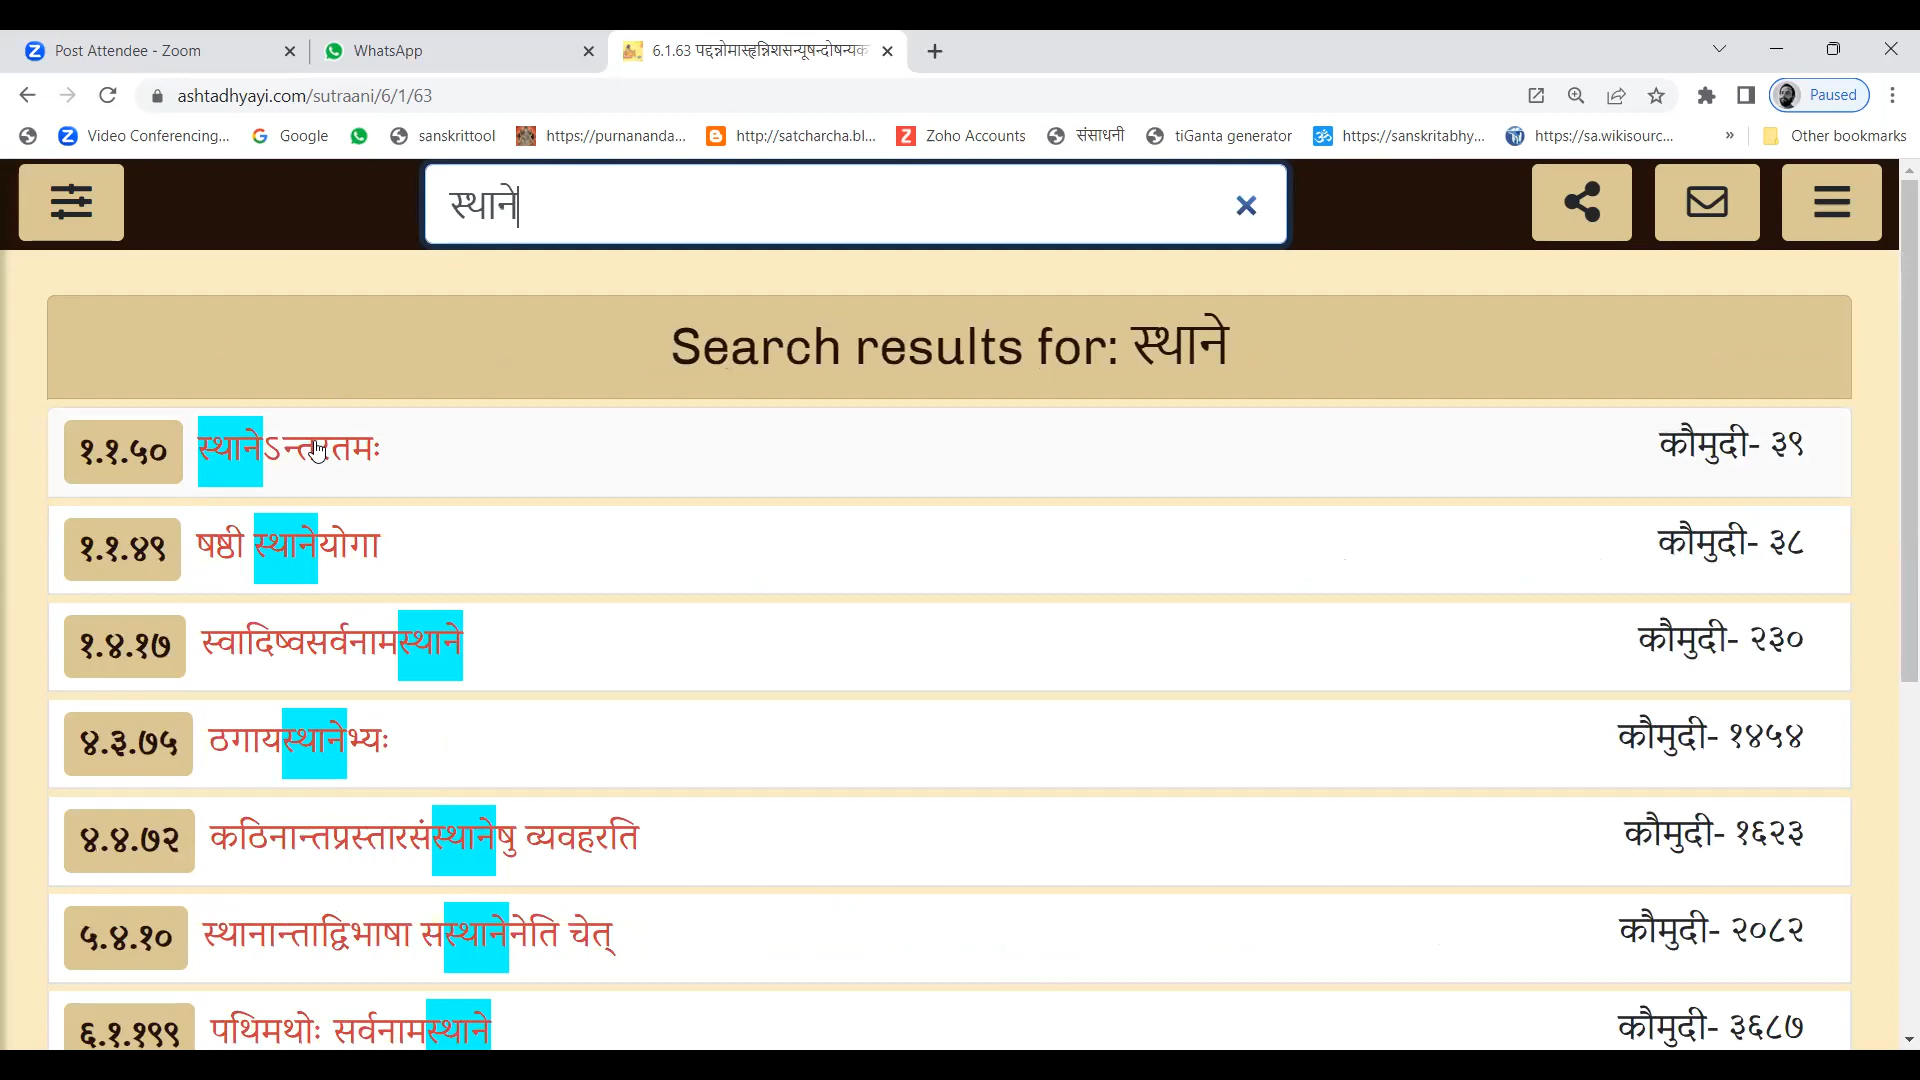 Post Attendee - Zoom
WhatsApp
6.1.63 पद्दन्नोमास्हृन्निशसन्यूषन्दोषन्यक
ashtadhyayi.com/sutraani/6/1/63
Paused
Video Conferencing...
Google
sanskrittool
https://purnananda...
http://satcharcha.bl...
Zoho Accounts
संसाधनी
tiGanta generator
https://sanskritabhy...
https://sa.wikisourc...
»
Other bookmarks
स्थाने
Search results for: स्थाने
१.१.५० स्थानेऽन्तरतमः कौमुदी- ३९
१.१.४९ षष्ठी स्थानेयोगा कौमुदी- ३८
१.४.१७ स्वादिष्वसर्वनामस्थाने कौमुदी- २३०
४.३.७५ ठगायस्थानेभ्यः कौमुदी- १४५४
४.४.७२ कठिनान्तप्रस्तारसंस्थानेषु व्यवहरति कौमुदी- १६२३
५.४.१० स्थानान्ताद्विभाषा सस्थानेनेति चेत् कौमुदी- २०८२
६.१.१९९ पथिमथोः सर्वनामस्थाने कौमुदी- ३६८७